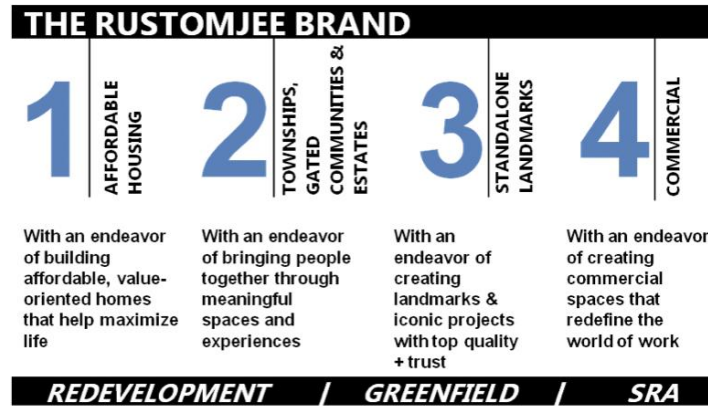 THE RUSTOMJEE BRAND
1
AFFORDABLE
HOUSING
With an endeavor
of building
affordable, value-
oriented homes
that help maximize
life
2
TOWNSHIPS,
GATED
COMMUNITIES &
ESTATES
With an endeavor
of bringing people
together through
meaningful
spaces and
experiences
3
STANDALONE
LANDMARKS
With an
endeavor of
creating
landmarks &
iconic projects
with top quality
+ trust
4
COMMERCIAL
With an endeavor
of creating
commercial
spaces that
redefine the
world of work
REDEVELOPMENT / GREENFIELD / SRA